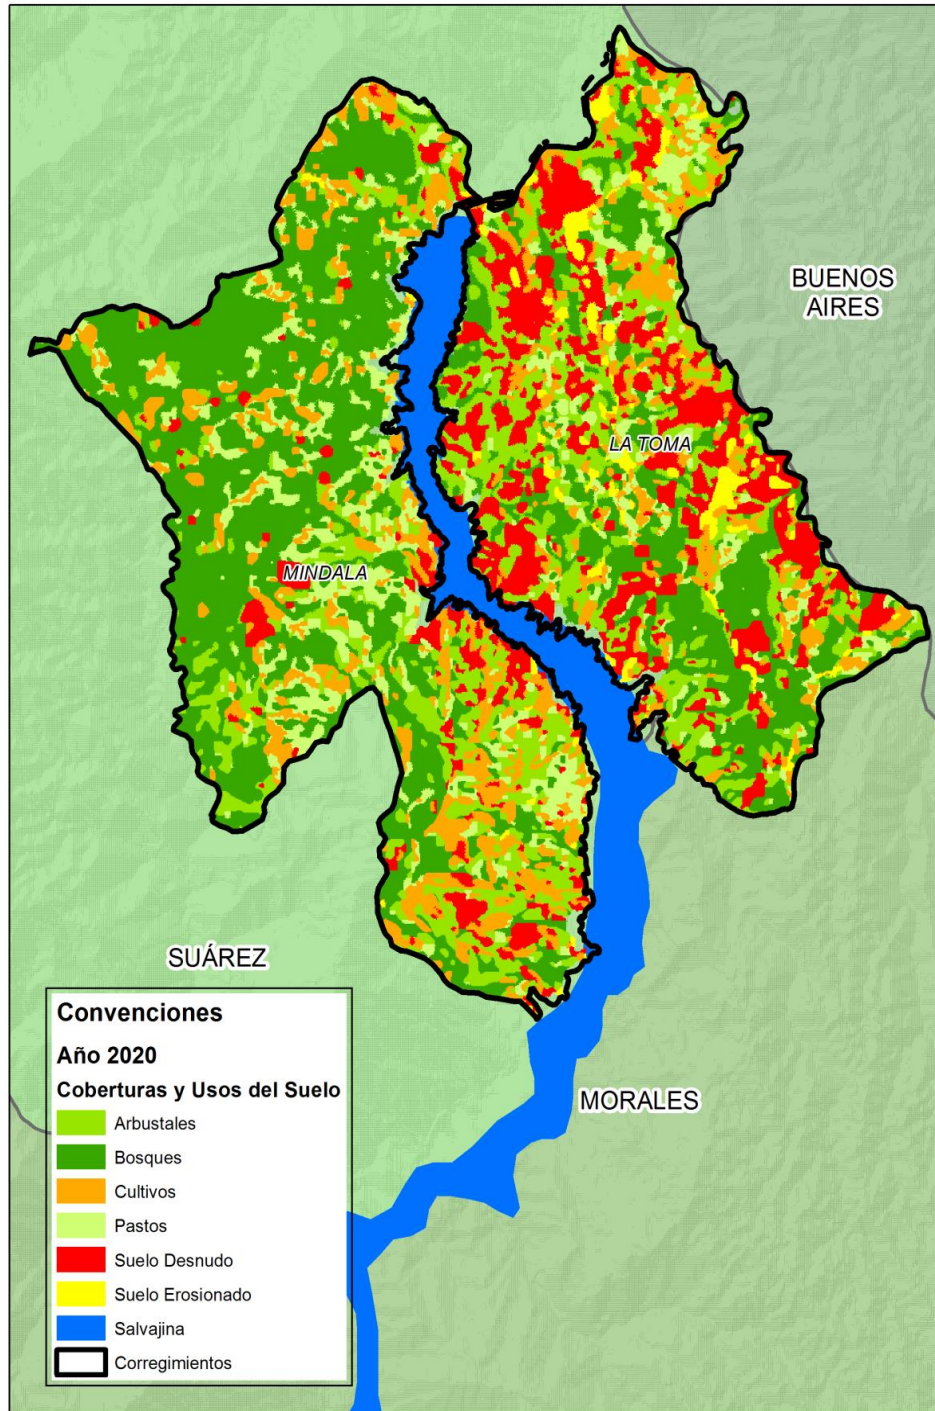 BUENOS
AIRES
LA TOMA
MINDALA
SUÁREZ
MORALES
Convenciones
Año 2020
Coberturas y Usos del Suelo
Arbustales
Bosques
Cultivos
Pastos
Suelo Desnudo
Suelo Erosionado
Salvajina
Corregimientos